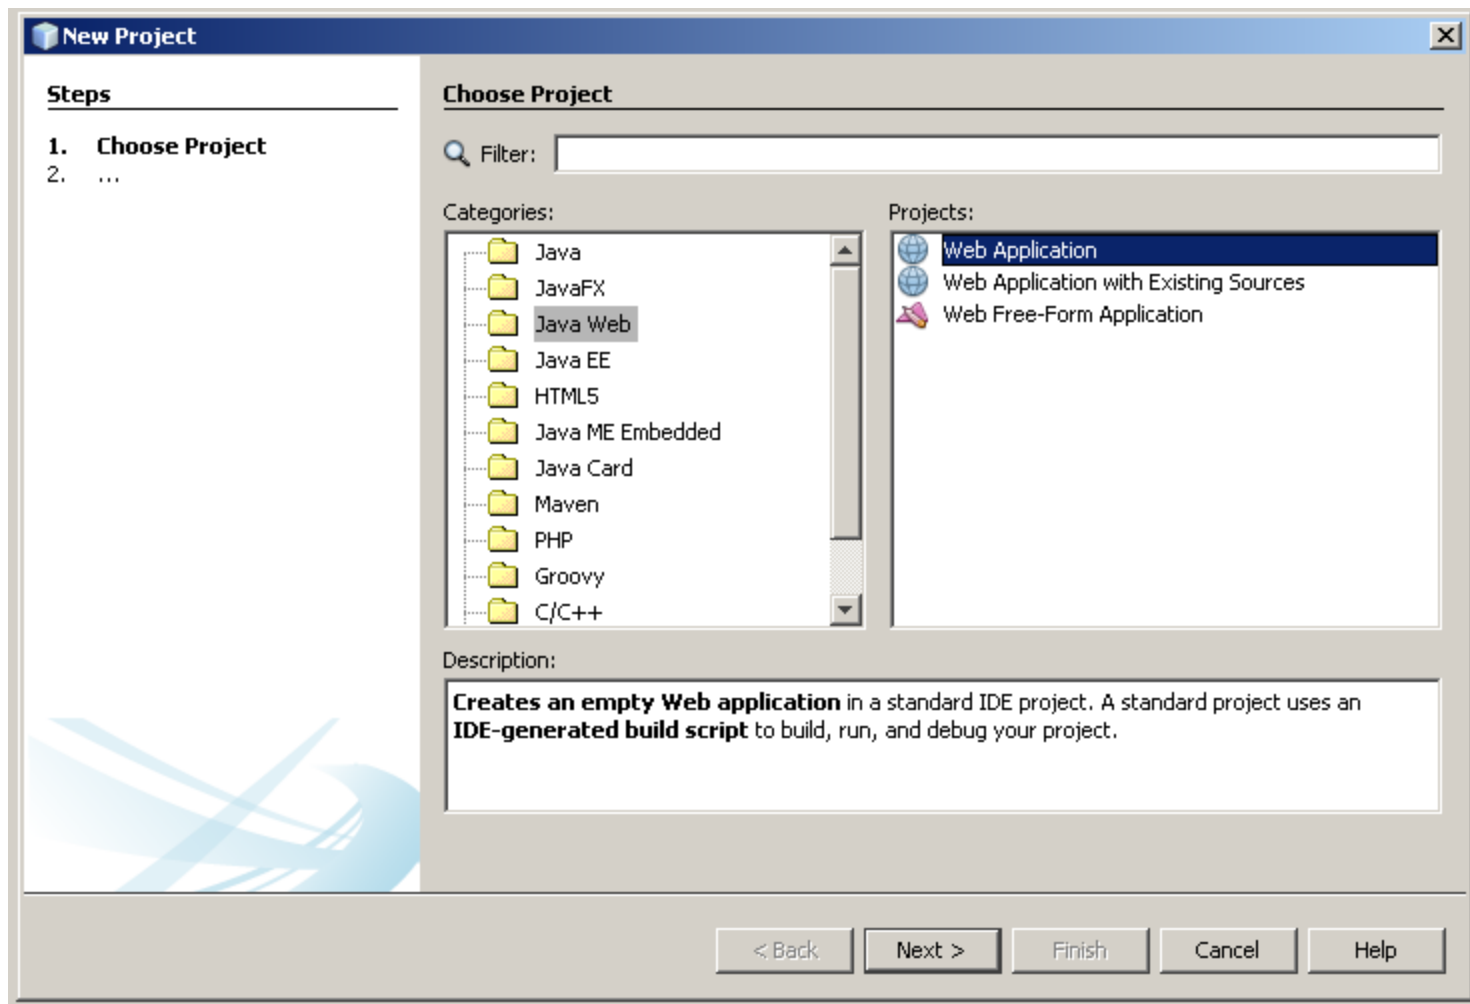 New Project
Steps
1. Choose Project
2. ...
Choose Project
Filter:
Categories:
Java
JavaFX
Java Web
Java EE
HTML5
Java ME Embedded
Java Card
Maven
PHP
Groovy
C/C++
Projects:
Web Application
Web Application with Existing Sources
Web Free-Form Application
Description:
Creates an empty Web application in a standard IDE project. A standard project uses an
IDE-generated build script to build, run, and debug your project.
< Back Next > Finish Cancel Help